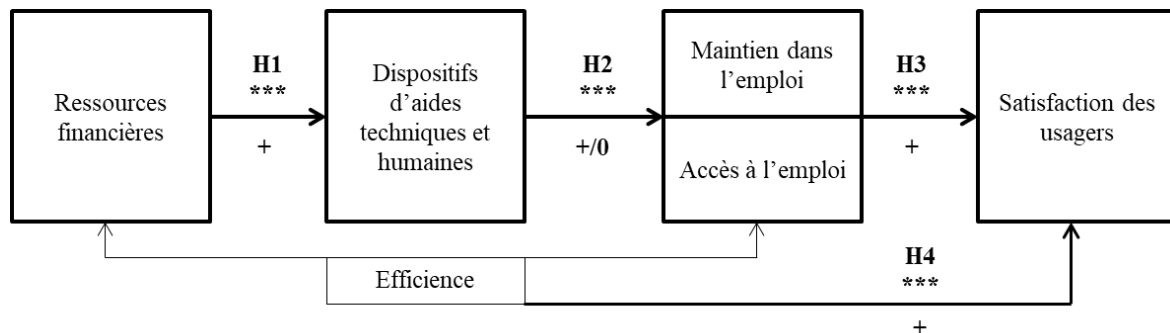 Ressources
financières
H1
***
+
Dispositifs
d’aides
techniques et
humaines
H2
***
+/0
Maintien dans
l’emploi
Accès à l’emploi
H3
***
+
Satisfaction des
usagers
Efficience
H4
***
+